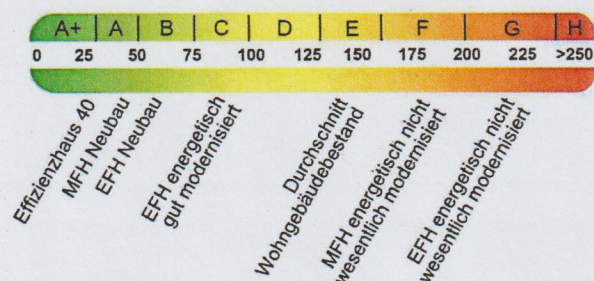 A+ A B C D E F G H
0 25 50 75 100 125 150 175 200 225 >250
Effizienzhaus 40
MFH Neubau
EFH Neubau
EFH energetisch
gut modernisiert
Durchschnitt
Wohngebäudebestand
MFH energetisch nicht
wesentlich modernisiert
EFH energetisch nicht
wesentlich modernisiert